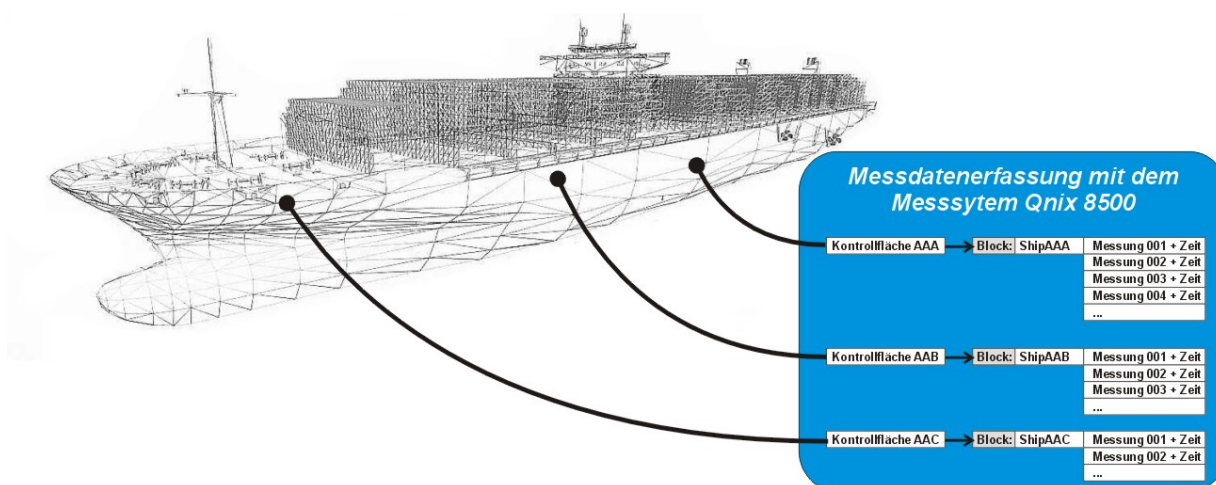 Messdatenerfassung mit dem
Messsytem Qnix 8500
Kontrollfläche AAA
Block: ShipAAA
Messung 001 + Zeit
Messung 002 + Zeit
Messung 003 + Zeit
Messung 004 + Zeit
...
Kontrollfläche AAB
Block: ShipAAB
Messung 001 + Zeit
Messung 002 + Zeit
Messung 003 + Zeit
...
Kontrollfläche AAC
Block: ShipAAC
Messung 001 + Zeit
Messung 002 + Zeit
...